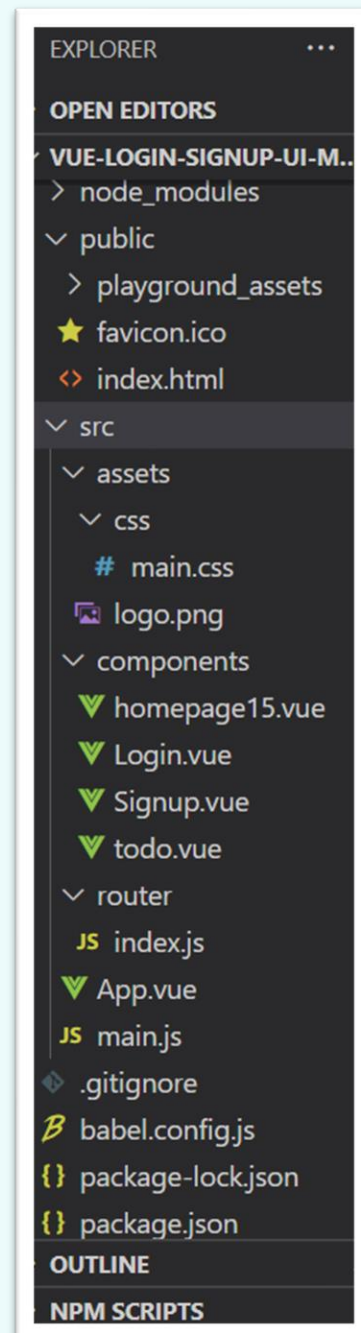 EXPLORER ...
OPEN EDITORS
VUE-LOGIN-SIGNUP-UI-M...
node_modules
public
playground_assets
favicon.ico
<> index.html
src
assets
css
# main.css
logo.png
components
homepage15.vue
Login.vue
Signup.vue
todo.vue
router
JS index.js
App.vue
JS main.js
.gitignore
B babel.config.js
{} package-lock.json
{} package.json
OUTLINE
NPM SCRIPTS